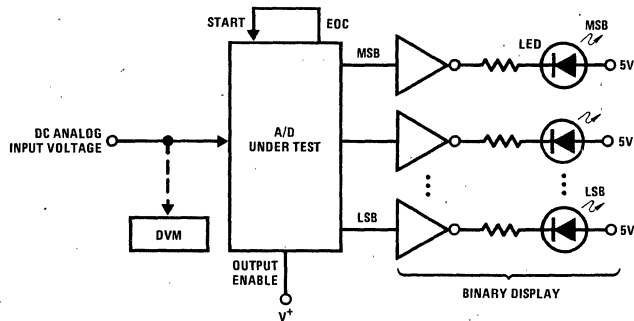 START
EOC
MSB
LED
MSB
5V
DC ANALOG
INPUT VOLTAGE
A/D
UNDER TEST
5V
DVM
LSB
LSB
5V
OUTPUT
ENABLE
V+
BINARY DISPLAY